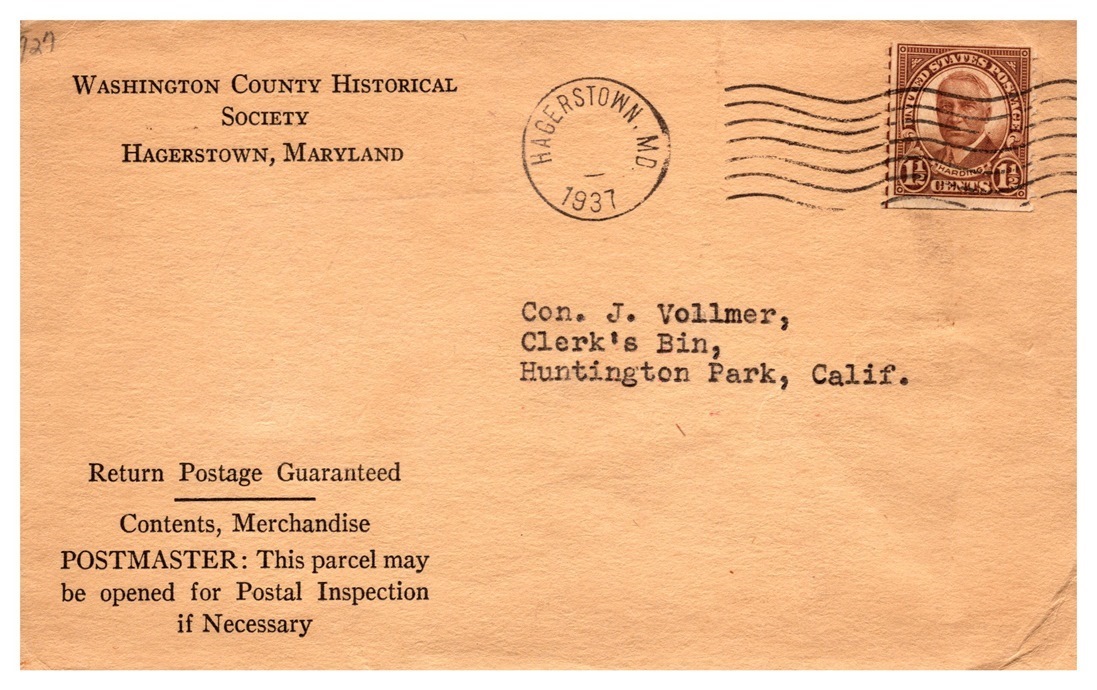 727
WASHINGTON COUNTY HISTORICAL
SOCIETY
HAGERSTOWN, MARYLAND
HAGERSTOWN, MD.
1937
UNITED STATES POSTAGE
HARDING
1½ CENTS 1½
Con. J. Vollmer,
Clerk's Bin,
Huntington Park, Calif.
Return Postage Guaranteed
Contents, Merchandise
POSTMASTER: This parcel may
be opened for Postal Inspection
if Necessary